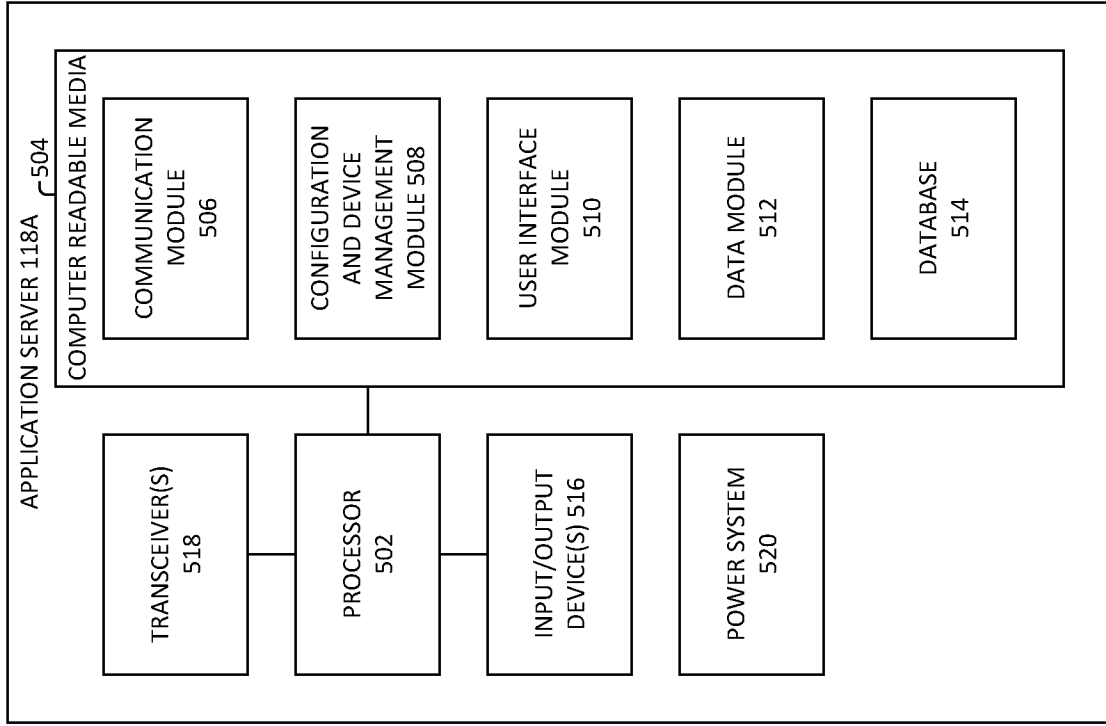 APPLICATION SERVER 118A
504
COMPUTER READABLE MEDIA
COMMUNICATION
MODULE
506
CONFIGURATION
AND DEVICE
MANAGEMENT
MODULE 508
USER INTERFACE
MODULE
510
DATA MODULE
512
DATABASE
514
TRANSCEIVER(S)
518
PROCESSOR
502
INPUT/OUTPUT
DEVICE(S) 516
POWER SYSTEM
520